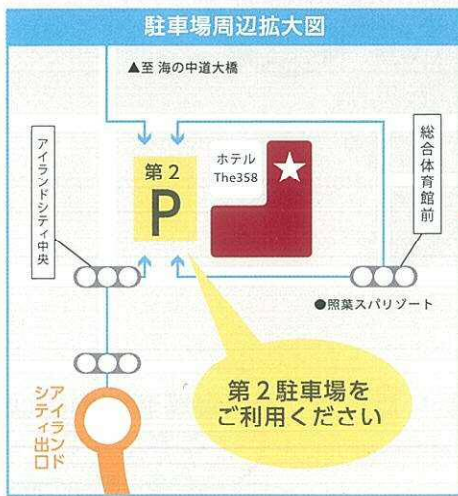 駐車場周辺拡大図
▲至 海の中道大橋
アイランドシティ中央
第2
P
ホテル
The358
総合体育館前
●照葉スパリゾート
第2駐車場を
ご利用ください
アイランド
シティ出口